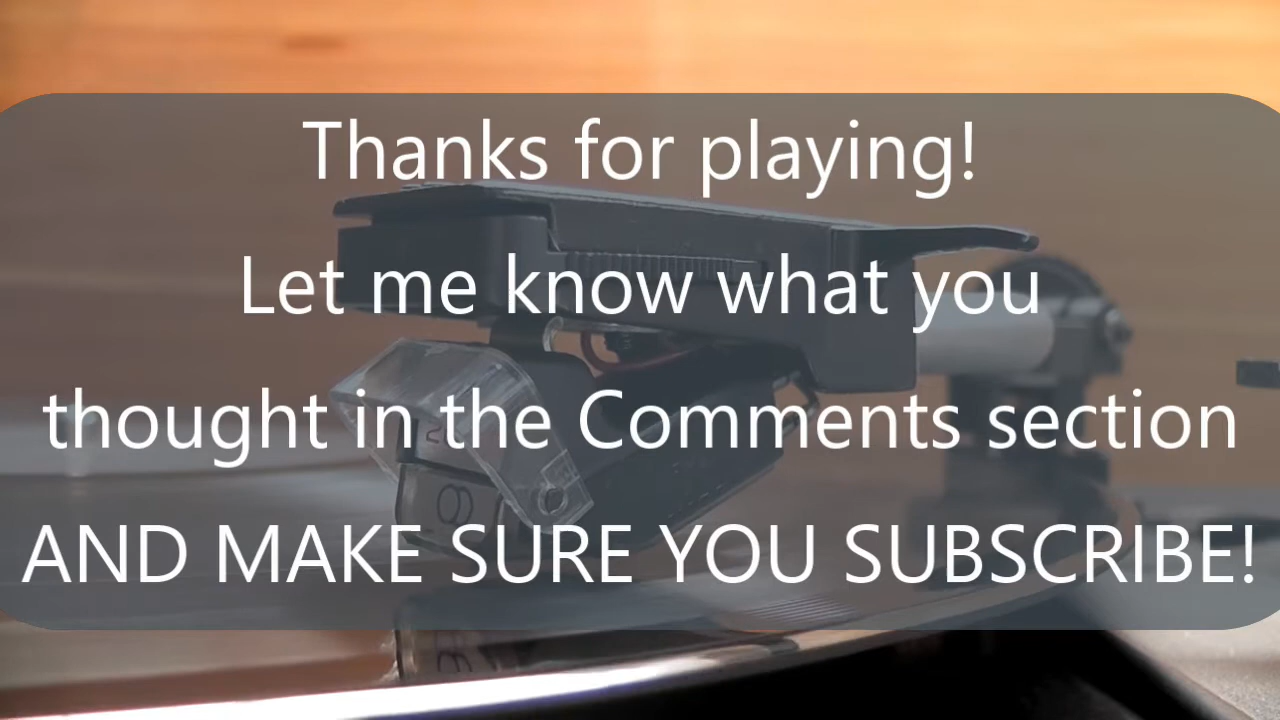 Thanks for playing!
Let me know what you
thought in the Comments section
AND MAKE SURE YOU SUBSCRIBE!